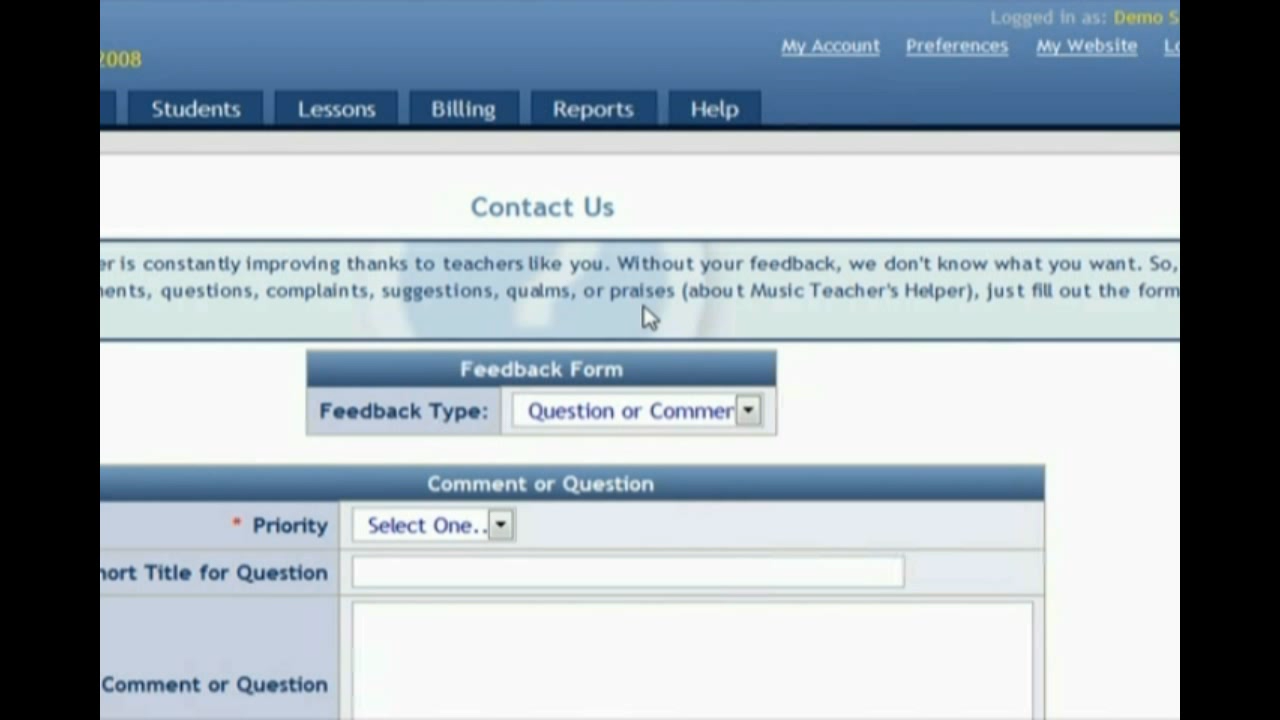 Logged in as: Demo S
My Account Preferences My Website
2008
Students Lessons Billing Reports Help
Contact Us
er is constantly improving thanks to teachers like you. Without your feedback, we don't know what you want. So,
ents, questions, complaints, suggestions, qualms, or praises (about Music Teacher's Helper), just fill out the form
Feedback Form
Feedback Type: Question or Commen
Comment or Question
* Priority Select One..
ort Title for Question
Comment or Question